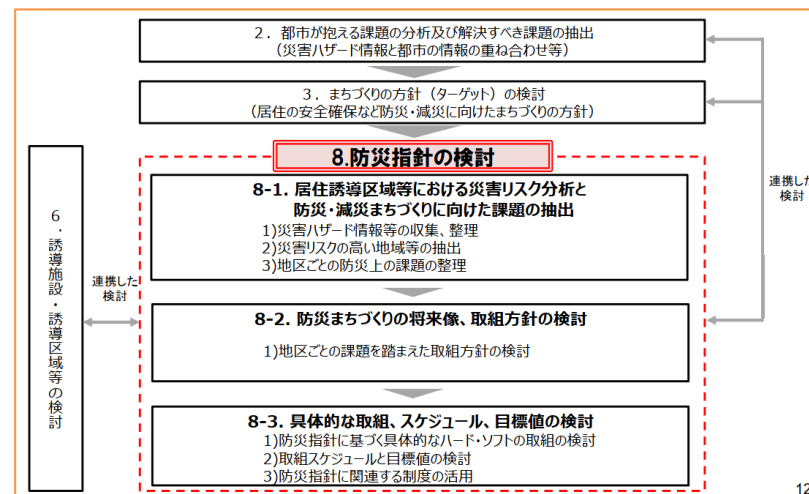 2．都市が抱える課題の分析及び解決すべき課題の抽出
（災害ハザード情報と都市の情報の重ね合わせ等）
3．まちづくりの方針（ターゲット）の検討
（居住の安全確保など防災・減災に向けたまちづくりの方針）
8.防災指針の検討
8-1. 居住誘導区域等における災害リスク分析と
防災・減災まちづくりに向けた課題の抽出
1)災害ハザード情報等の収集、整理
2)災害リスクの高い地域等の抽出
3)地区ごとの防災上の課題の整理
8-2. 防災まちづくりの将来像、取組方針の検討
1)地区ごとの課題を踏まえた取組方針の検討
8-3. 具体的な取組、スケジュール、目標値の検討
1)防災指針に基づく具体的なハード・ソフトの取組の検討
2)取組スケジュールと目標値の検討
3)防災指針に関連する制度の活用
6．誘導施設・誘導区域等の検討
連携した
検討
連携した
検討
12